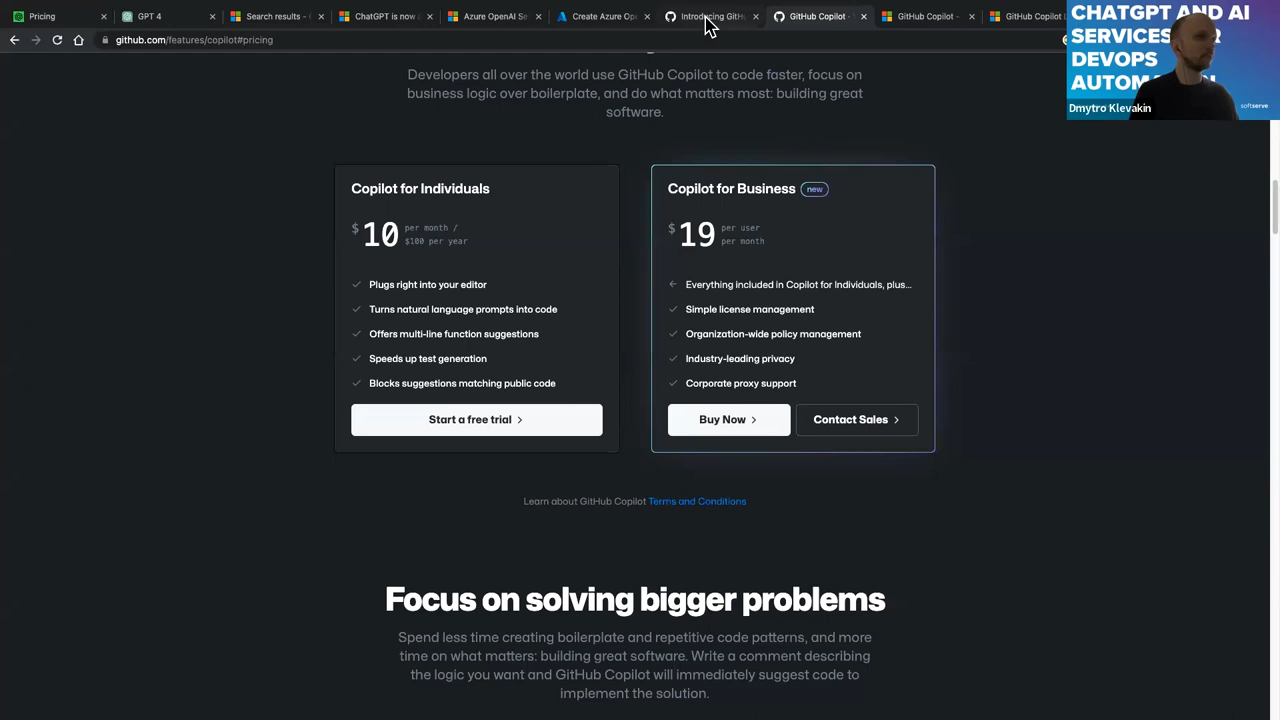 Pricing
GPT 4
Search results - 
ChatGPT is now a
Azure OpenAI Se
Create Azure Op
Introducing GitHu
GitHub Copilot ·
GitHub Copilot -
GitHub Copilot
github.com/features/copilot#pricing
CHATGPT AND AI
SERVICES
DEVOPS
Dmytro Klevakin
softserve
Developers all over the world use GitHub Copilot to code faster, focus on
business logic over boilerplate, and do what matters most: building great
software.
Copilot for Individuals
$ 10 per month /
$100 per year
Plugs right into your editor
Turns natural language prompts into code
Offers multi-line function suggestions
Speeds up test generation
Blocks suggestions matching public code
Start a free trial
Copilot for Business new
$ 19 per user
per month
Everything included in Copilot for Individuals, plus...
Simple license management
Organization-wide policy management
Industry-leading privacy
Corporate proxy support
Buy Now
Contact Sales
Learn about GitHub Copilot Terms and Conditions
Focus on solving bigger problems
Spend less time creating boilerplate and repetitive code patterns, and more
time on what matters: building great software. Write a comment describing
the logic you want and GitHub Copilot will immediately suggest code to
implement the solution.